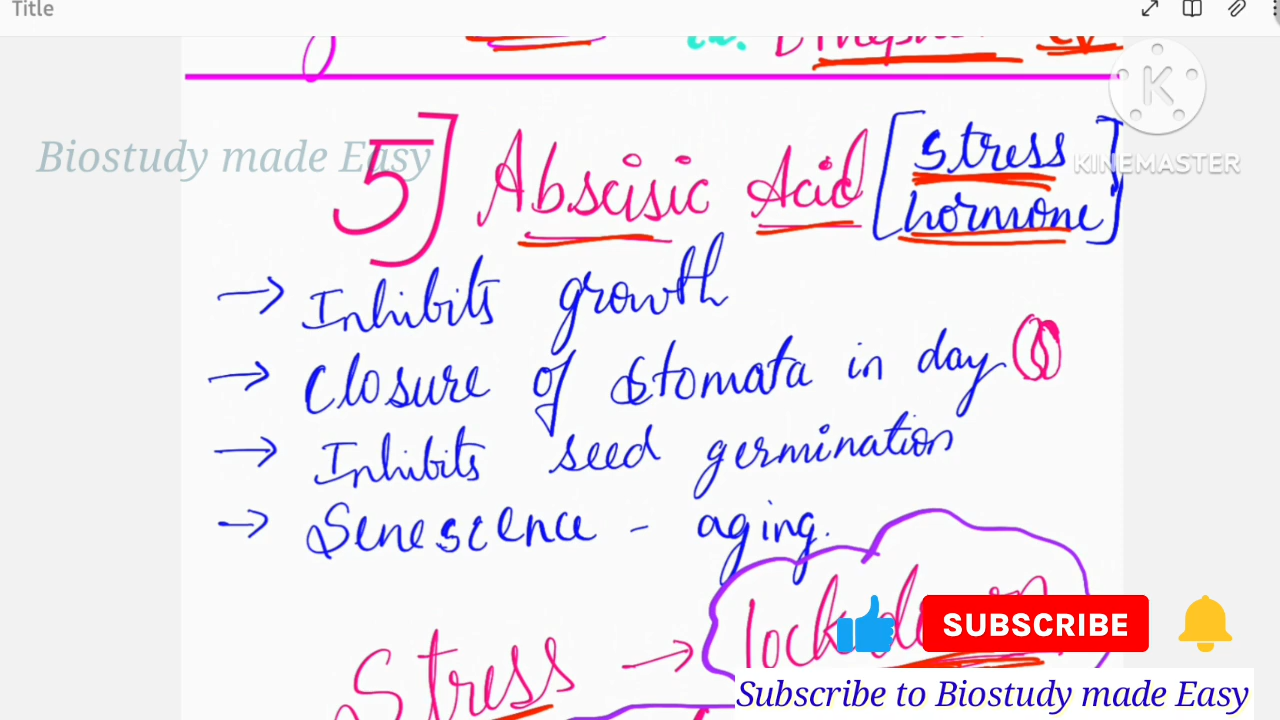 Title
5] Abscisic Acid [stress hormone]
KINEMASTER
Biostudy made Easy
→ Inhibits growth
→ Closure of stomata in day
→ Inhibits seed germination
→ Senescence - aging.
Stress → lockdown
SUBSCRIBE
Subscribe to Biostudy made Easy